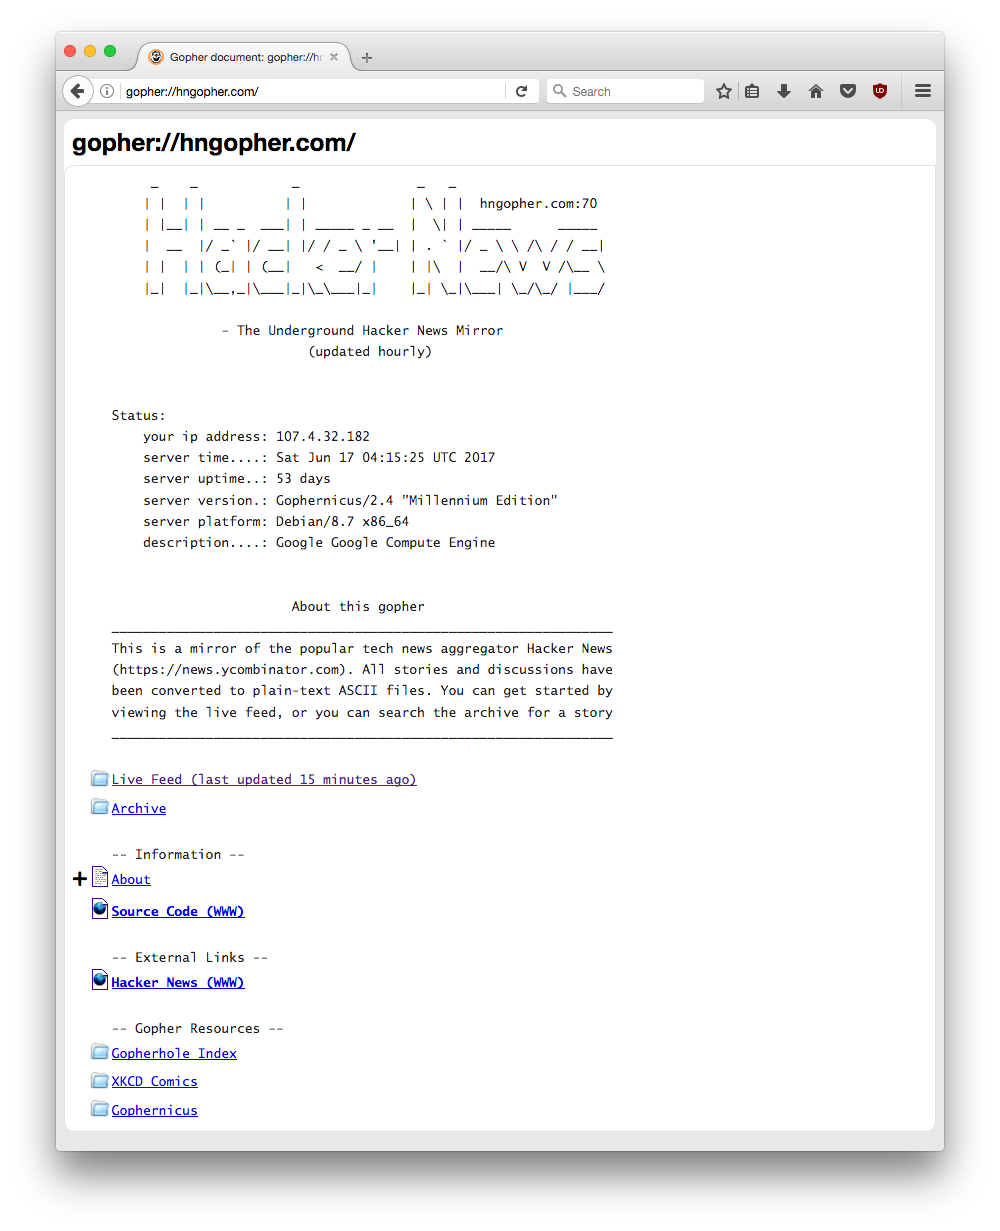 Gopher document: gopher://hn
gopher://hngopher.com/
Search
gopher://hngopher.com/
 _    _            _               _   _
| |  | |          | |             | \ | |  hngopher.com:70
| |__| | __ _  ___| | _____ _ __  |  \| | _____      _____
|  __  |/ _` |/ __| |/ / _ \ '__| | . ` |/ _ \ \ /\ / / __|
| |  | | (_| | (__|   <  __/ |    | |\  |  __/\ V  V /\__ \
|_|  |_|\__,_|\___|_|\_\___|_|    |_| \_|\___| \_/\_/ |___/
- The Underground Hacker News Mirror
(updated hourly)
Status:
your ip address: 107.4.32.182
server time....: Sat Jun 17 04:15:25 UTC 2017
server uptime..: 53 days
server version.: Gophernicus/2.4 "Millennium Edition"
server platform: Debian/8.7 x86_64
description....: Google Google Compute Engine
About this gopher
________________________________________________________________
This is a mirror of the popular tech news aggregator Hacker News
(https://news.ycombinator.com). All stories and discussions have
been converted to plain-text ASCII files. You can get started by
viewing the live feed, or you can search the archive for a story
________________________________________________________________
Live Feed (last updated 15 minutes ago)
Archive
-- Information --
+ About
Source Code (WWW)
-- External Links --
Hacker News (WWW)
-- Gopher Resources --
Gopherhole Index
XKCD Comics
Gophernicus